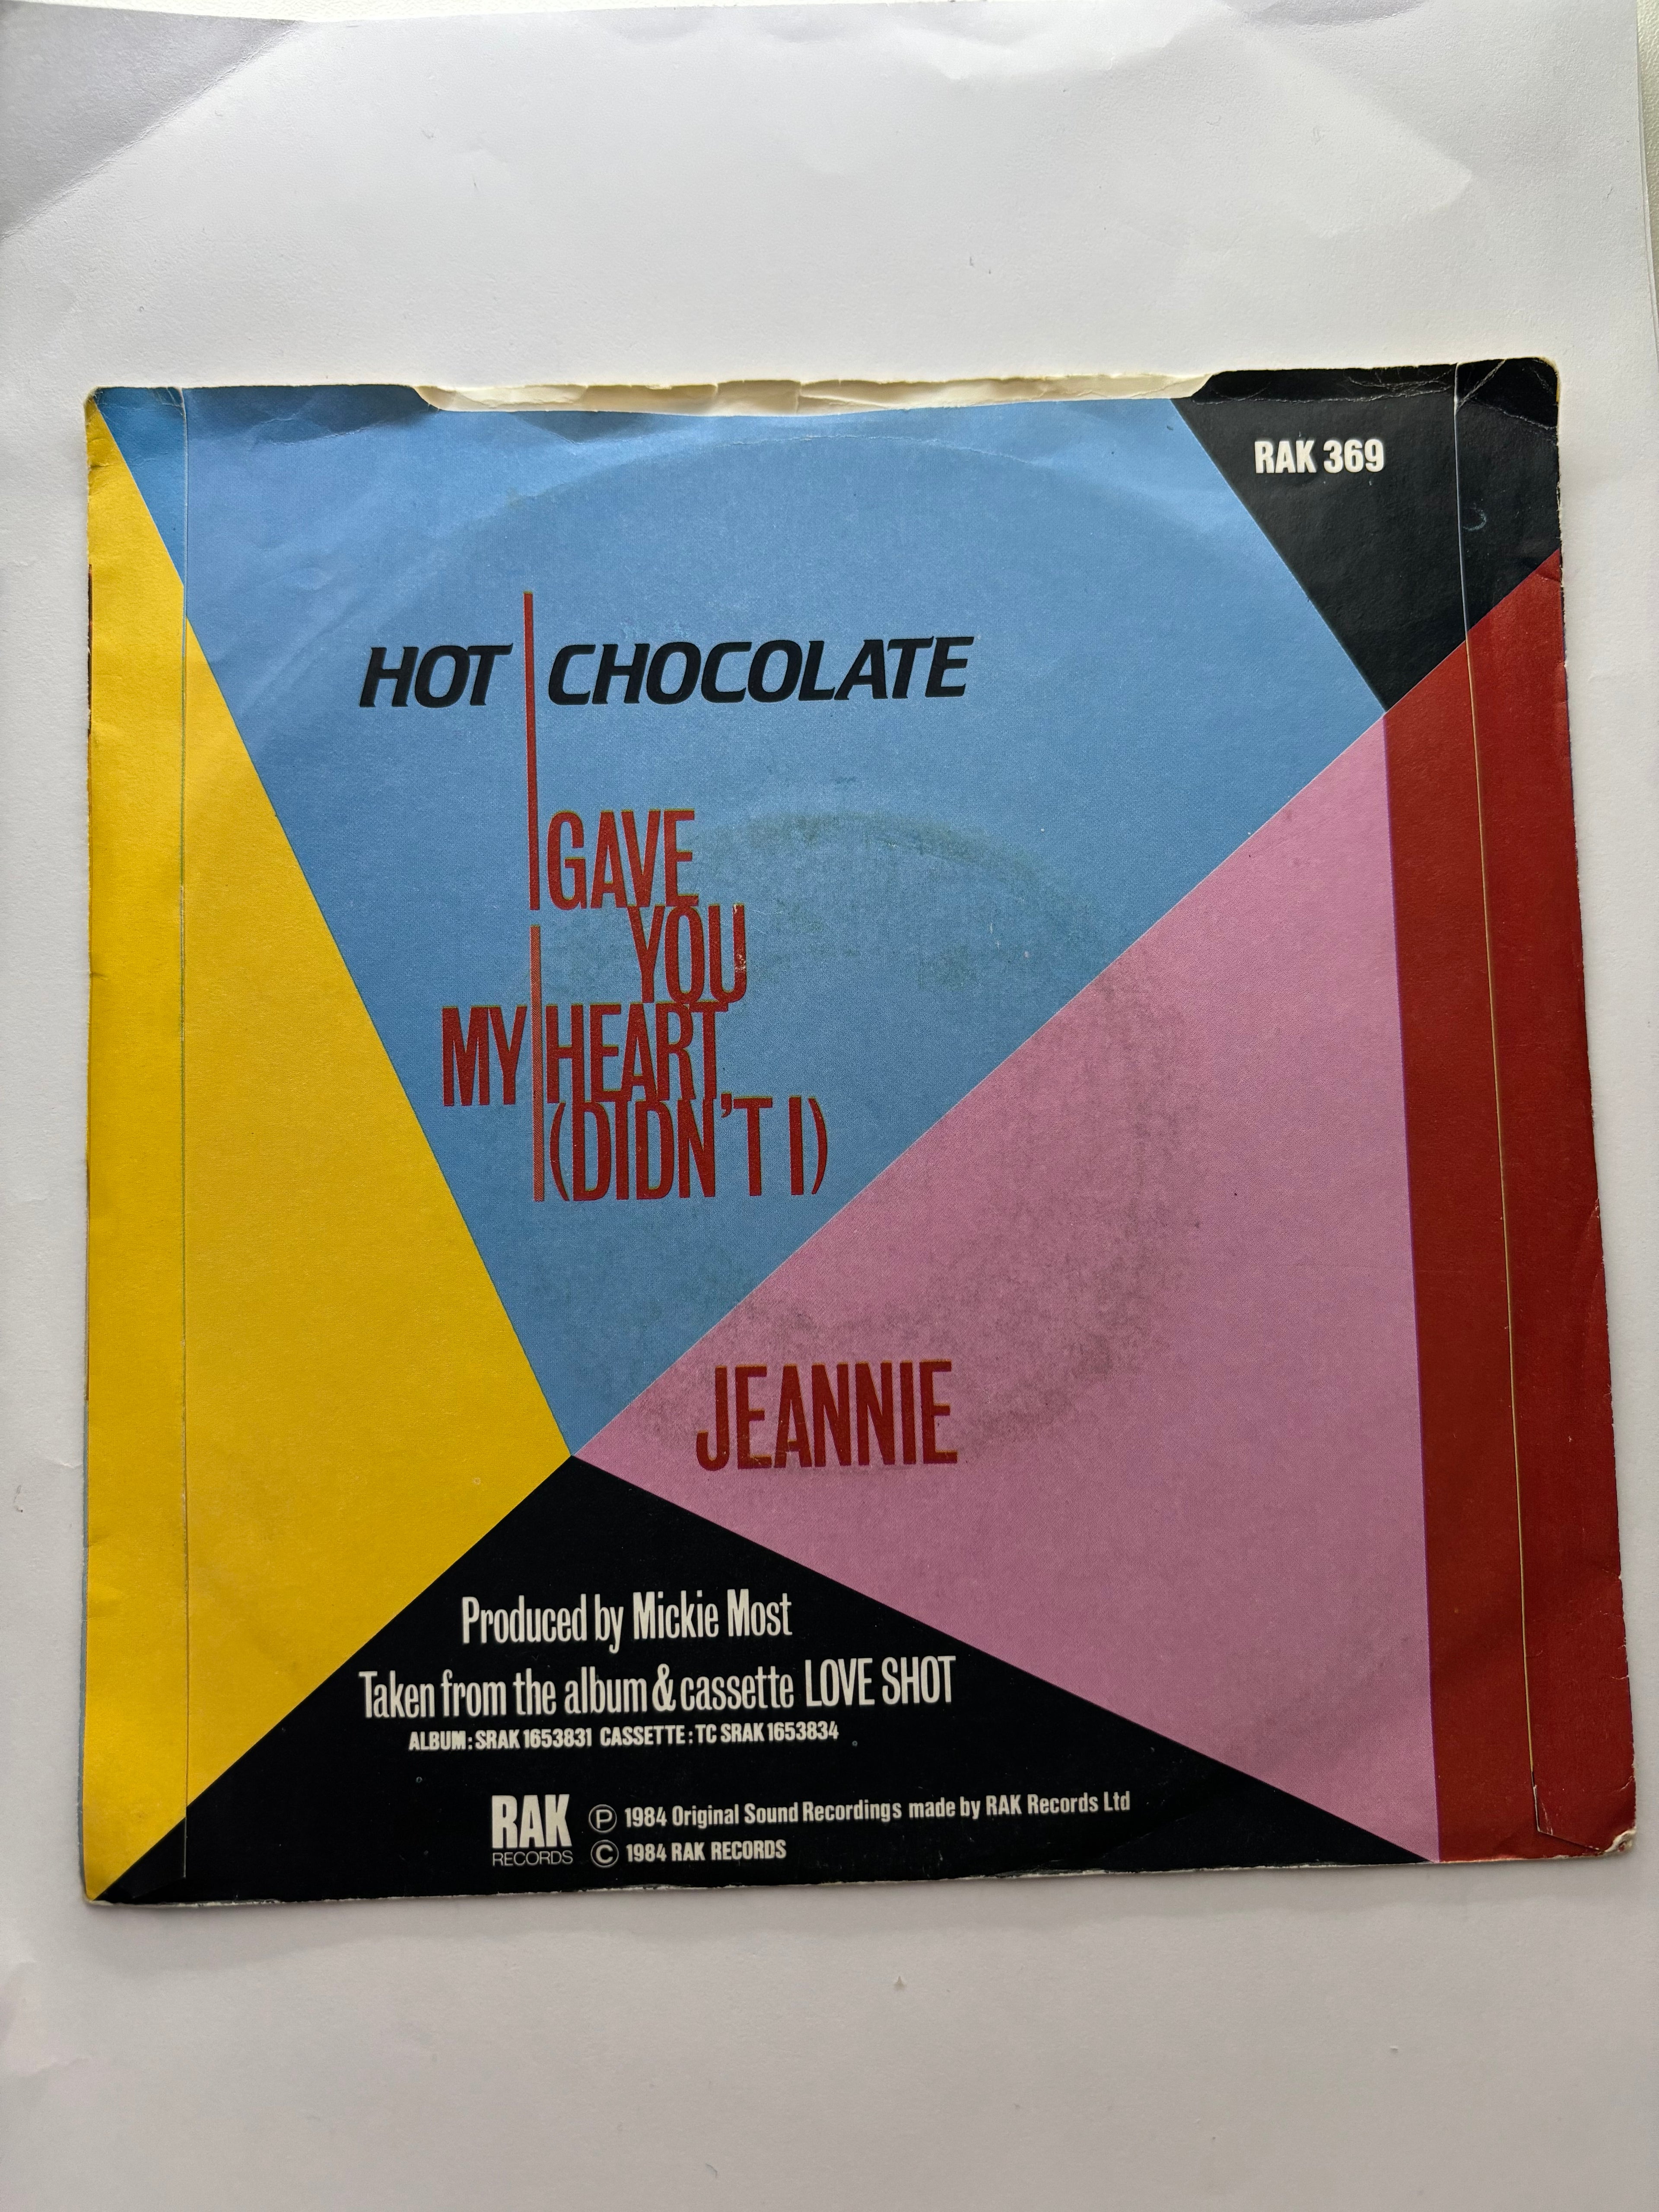 RAK 369
HOT CHOCOLATE
I GAVE
YOU
MY HEART
(DIDN'T I)
JEANNIE
Produced by Mickie Most
Taken from the album & cassette LOVE SHOT
ALBUM: SRAK 1653831 CASSETTE: TC SRAK 1653834
RAK
RECORDS
Ⓟ 1984 Original Sound Recordings made by RAK Records Ltd
© 1984 RAK RECORDS